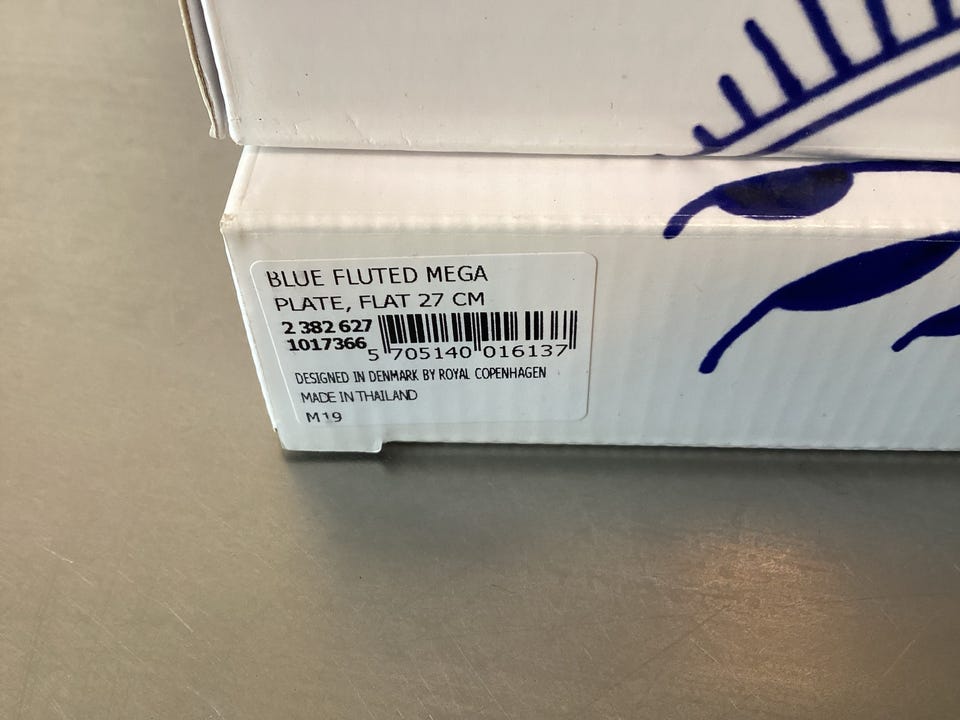 BLUE FLUTED MEGA
PLATE, FLAT 27 CM
2 382 627
1017366
5 705140 016137
DESIGNED IN DENMARK BY ROYAL COPENHAGEN
MADE IN THAILAND
M19